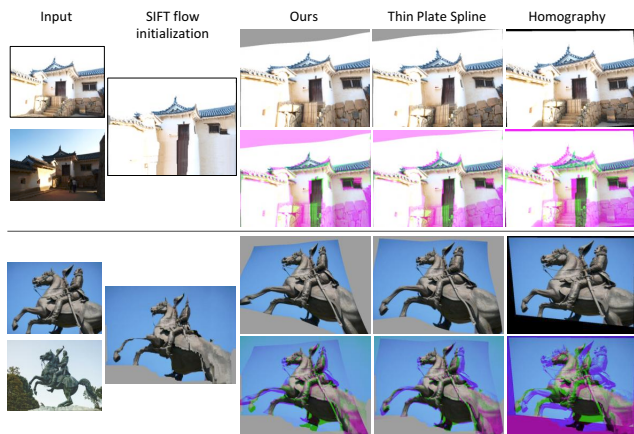 Input
SIFT flow
initialization
Ours
Thin Plate Spline
Homography